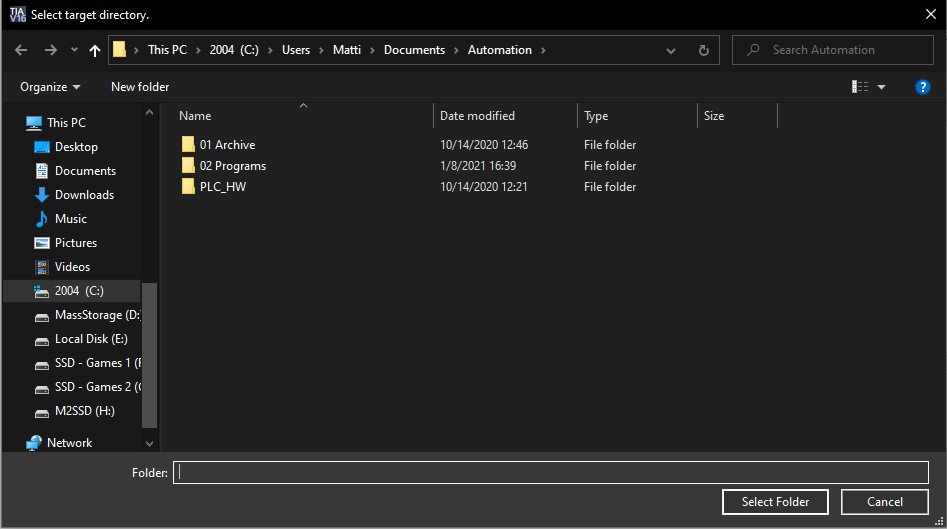 TIA V16 Select target directory.
This PC > 2004 (C:) > Users > Matti > Documents > Automation >
Search Automation
Organize New folder
?
Name Date modified Type Size
01 Archive 10/14/2020 12:46 File folder
02 Programs 1/8/2021 16:39 File folder
PLC_HW 10/14/2020 12:21 File folder
This PC
Desktop
Documents
Downloads
Music
Pictures
Videos
2004 (C:)
MassStorage (D:
Local Disk (E:)
SSD - Games 1 (
SSD - Games 2 (
M2SSD (H:)
Network
Folder:
Select Folder Cancel